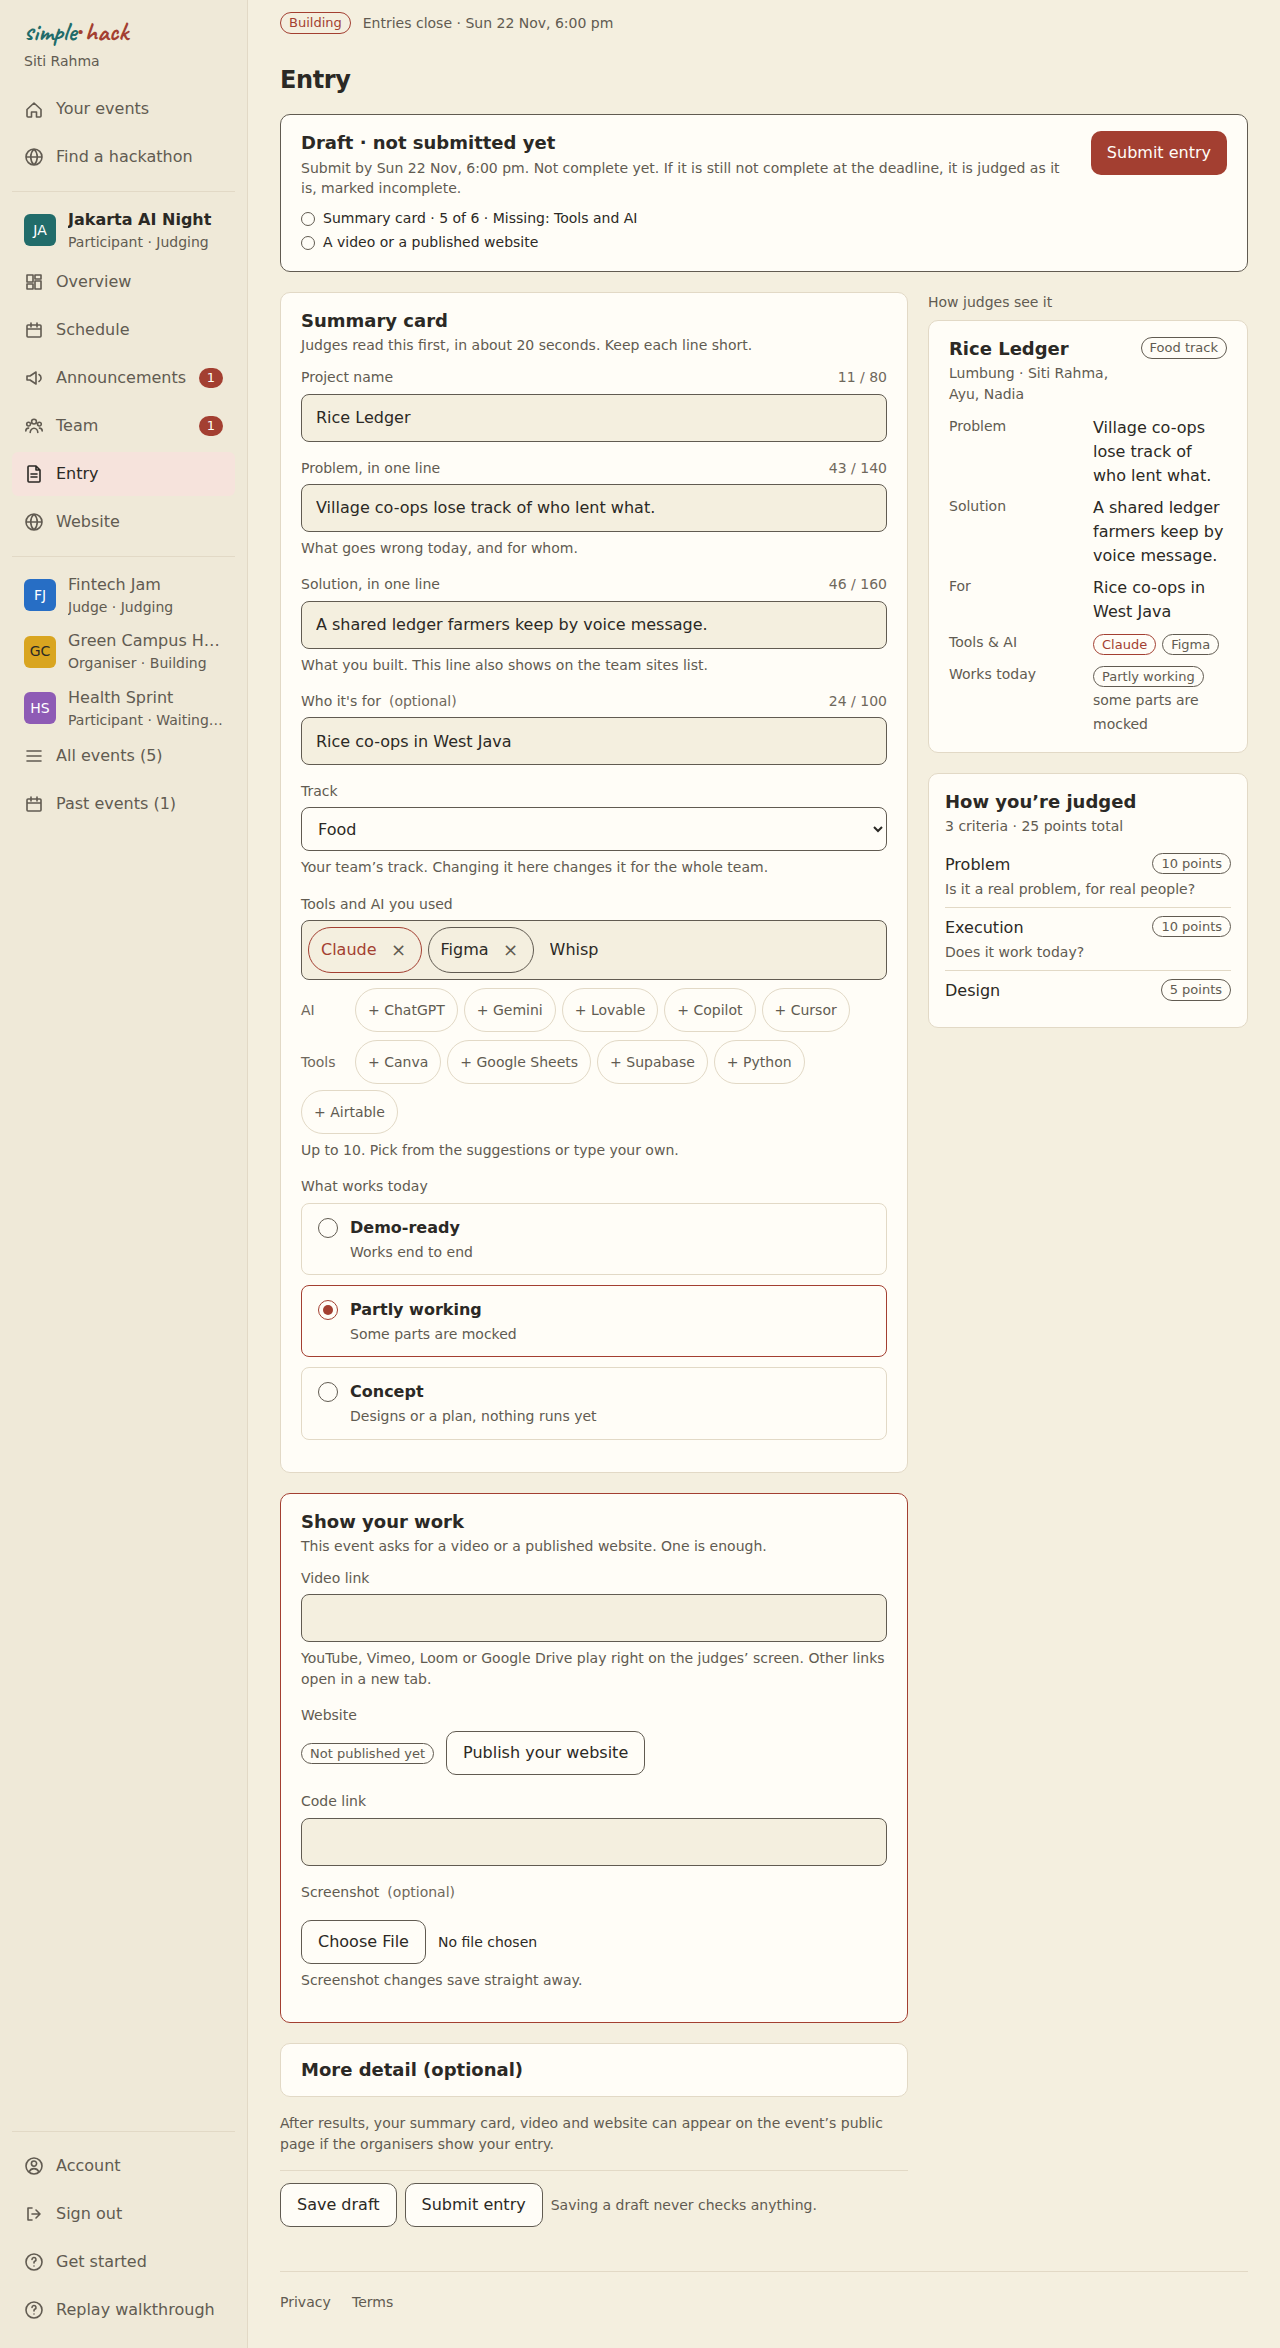 simple·hack
Siti Rahma
Your events
Find a hackathon
JA
Jakarta AI Night
Participant · Judging
Overview
Schedule
Announcements 1
Team 1
Entry
Website
FJ
Fintech Jam
Judge · Judging
GC
Green Campus H…
Organiser · Building
HS
Health Sprint
Participant · Waiting…
All events (5)
Past events (1)
Account
Sign out
Get started
Replay walkthrough
Building Entries close · Sun 22 Nov, 6:00 pm
Entry
Draft · not submitted yet
Submit by Sun 22 Nov, 6:00 pm. Not complete yet. If it is still not complete at the deadline, it is judged as it
is, marked incomplete.
Summary card · 5 of 6 · Missing: Tools and AI
A video or a published website
Submit entry
Summary card
Judges read this first, in about 20 seconds. Keep each line short.
Project name 11 / 80
Rice Ledger
Problem, in one line 43 / 140
Village co-ops lose track of who lent what.
What goes wrong today, and for whom.
Solution, in one line 46 / 160
A shared ledger farmers keep by voice message.
What you built. This line also shows on the team sites list.
Who it's for (optional) 24 / 100
Rice co-ops in West Java
Track
Food
Your team’s track. Changing it here changes it for the whole team.
Tools and AI you used
Claude × Figma × Whisp
AI + ChatGPT + Gemini + Lovable + Copilot + Cursor
Tools + Canva + Google Sheets + Supabase + Python
+ Airtable
Up to 10. Pick from the suggestions or type your own.
What works today
Demo-ready
Works end to end
Partly working
Some parts are mocked
Concept
Designs or a plan, nothing runs yet
Show your work
This event asks for a video or a published website. One is enough.
Video link
YouTube, Vimeo, Loom or Google Drive play right on the judges’ screen. Other links
open in a new tab.
Website
Not published yet Publish your website
Code link
Screenshot (optional)
Choose File No file chosen
Screenshot changes save straight away.
More detail (optional)
After results, your summary card, video and website can appear on the event’s public
page if the organisers show your entry.
Save draft Submit entry Saving a draft never checks anything.
How judges see it
Rice Ledger Food track
Lumbung · Siti Rahma,
Ayu, Nadia
Problem Village co-ops
lose track of
who lent what.
Solution A shared ledger
farmers keep by
voice message.
For Rice co-ops in
West Java
Tools & AI Claude Figma
Works today Partly working
some parts are
mocked
How you’re judged
3 criteria · 25 points total
Problem 10 points
Is it a real problem, for real people?
Execution 10 points
Does it work today?
Design 5 points
Privacy Terms